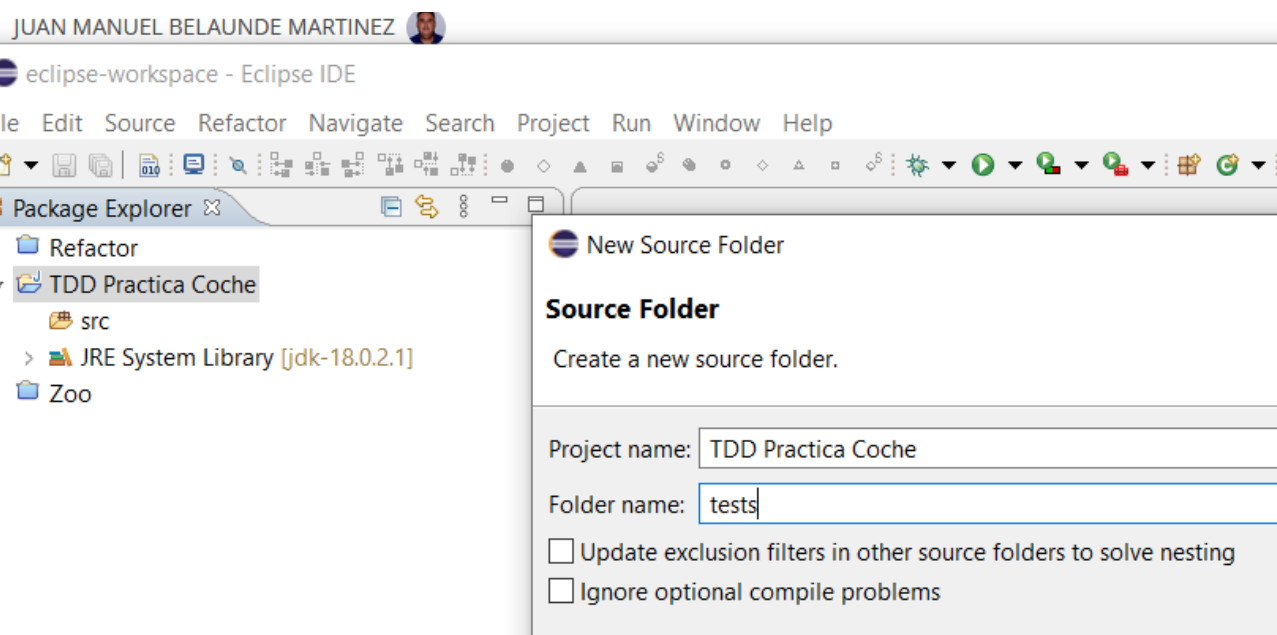 JUAN MANUEL BELAUNDE MARTINEZ
eclipse-workspace - Eclipse IDE
le Edit Source Refactor Navigate Search Project Run Window Help
010
Package Explorer
Refactor
TDD Practica Coche
src
JRE System Library [jdk-18.0.2.1]
Zoo
New Source Folder
Source Folder
Create a new source folder.
Project name: TDD Practica Coche
Folder name: tests
Update exclusion filters in other source folders to solve nesting
Ignore optional compile problems